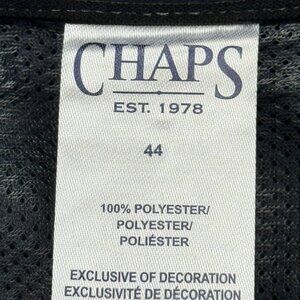 CHAPS
EST. 1978
44
100% POLYESTER/
POLYESTER/
POLIÉSTER
EXCLUSIVE OF DECORATION
EXCLUSIVITÉ DE DÉCORATION